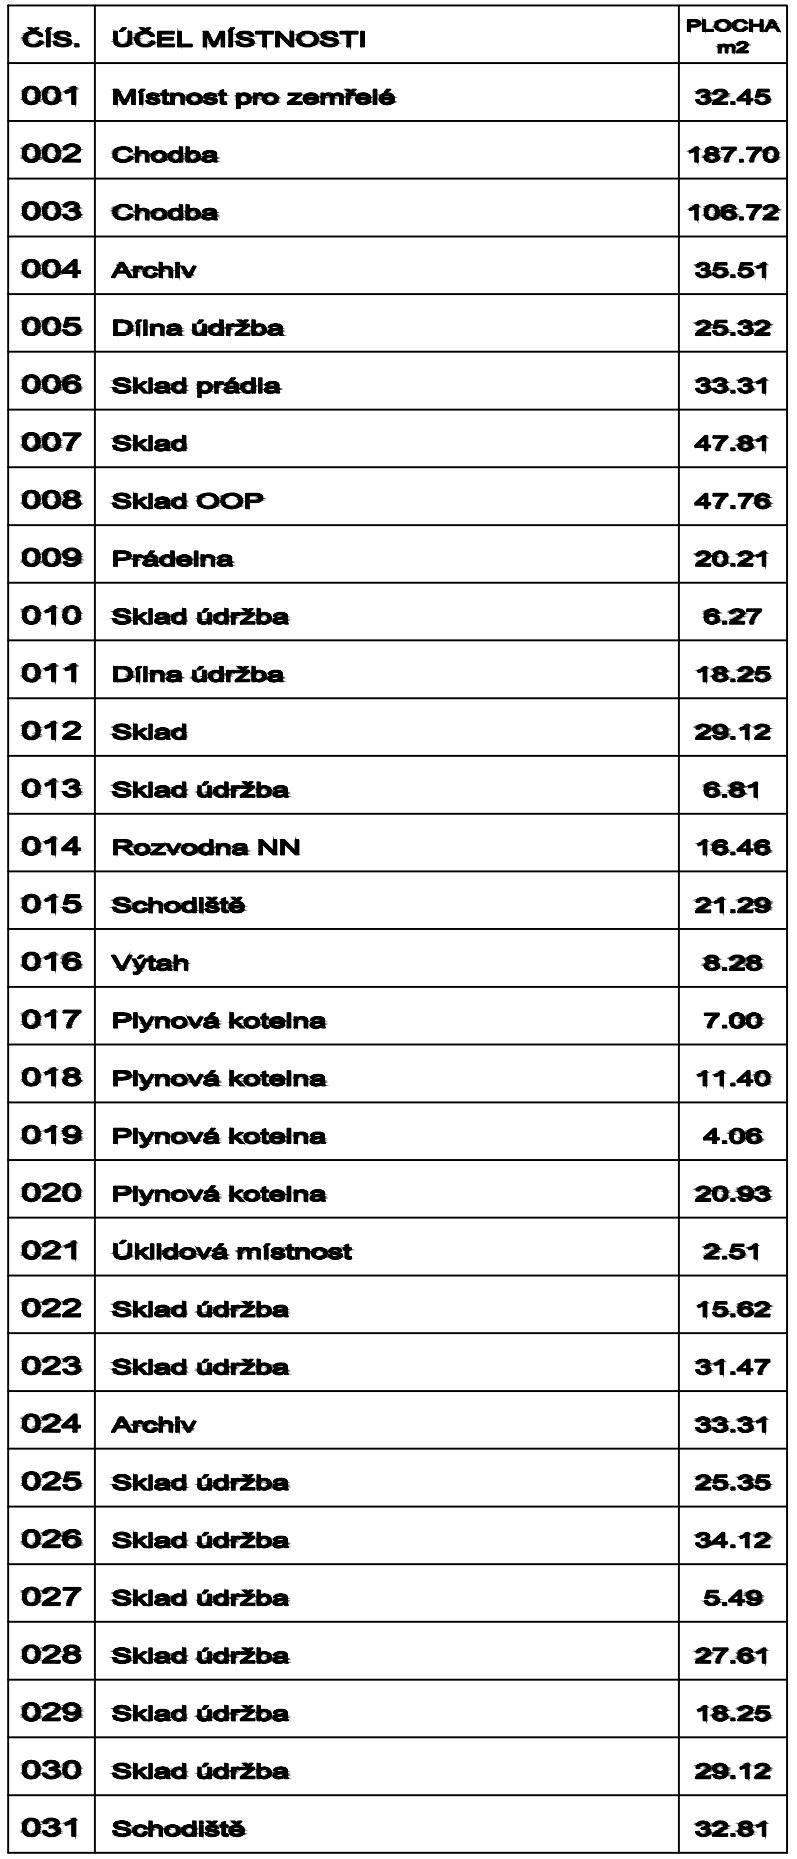 ČÍS. ÚČEL MÍSTNOSTI PLOCHA m2
001 Místnost pro zemřelé 32.45
002 Chodba 187.70
003 Chodba 106.72
004 Archiv 35.51
005 Dílna údržba 25.32
006 Sklad prádla 33.31
007 Sklad 47.81
008 Sklad OOP 47.76
009 Prádelna 20.21
010 Sklad údržba 6.27
011 Dílna údržba 18.25
012 Sklad 29.12
013 Sklad údržba 6.81
014 Rozvodna NN 16.46
015 Schodiště 21.29
016 Výtah 8.28
017 Plynová kotelna 7.00
018 Plynová kotelna 11.40
019 Plynová kotelna 4.06
020 Plynová kotelna 20.93
021 Úklidová místnost 2.51
022 Sklad údržba 15.62
023 Sklad údržba 31.47
024 Archiv 33.31
025 Sklad údržba 25.35
026 Sklad údržba 34.12
027 Sklad údržba 5.49
028 Sklad údržba 27.61
029 Sklad údržba 18.25
030 Sklad údržba 29.12
031 Schodiště 32.81